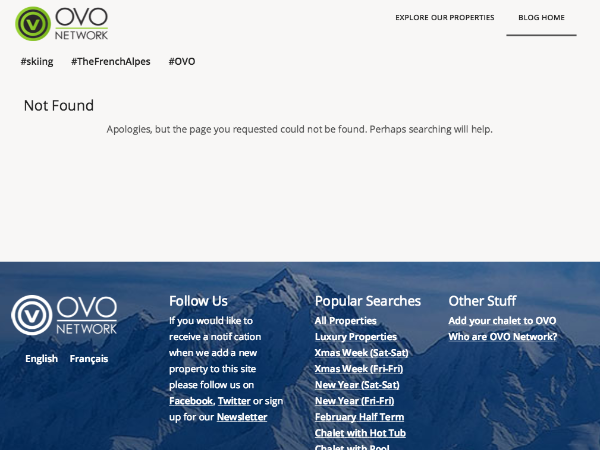 OVO
NETWORK
EXPLORE OUR PROPERTIES
BLOG HOME
#skiing
#TheFrenchAlpes
#OVO
Not Found
Apologies, but the page you requested could not be found. Perhaps searching will help.
OVO
NETWORK
English
Français
Follow Us
If you would like to
receive a notification
when we add a new
property to this site
please follow us on
Facebook, Twitter or sign
up for our Newsletter
Popular Searches
All Properties
Luxury Properties
Xmas Week (Sat-Sat)
Xmas Week (Fri-Fri)
New Year (Sat-Sat)
New Year (Fri-Fri)
February Half Term
Chalet with Hot Tub
Chalet with Pool
Other Stuff
Add your chalet to OVO
Who are OVO Network?